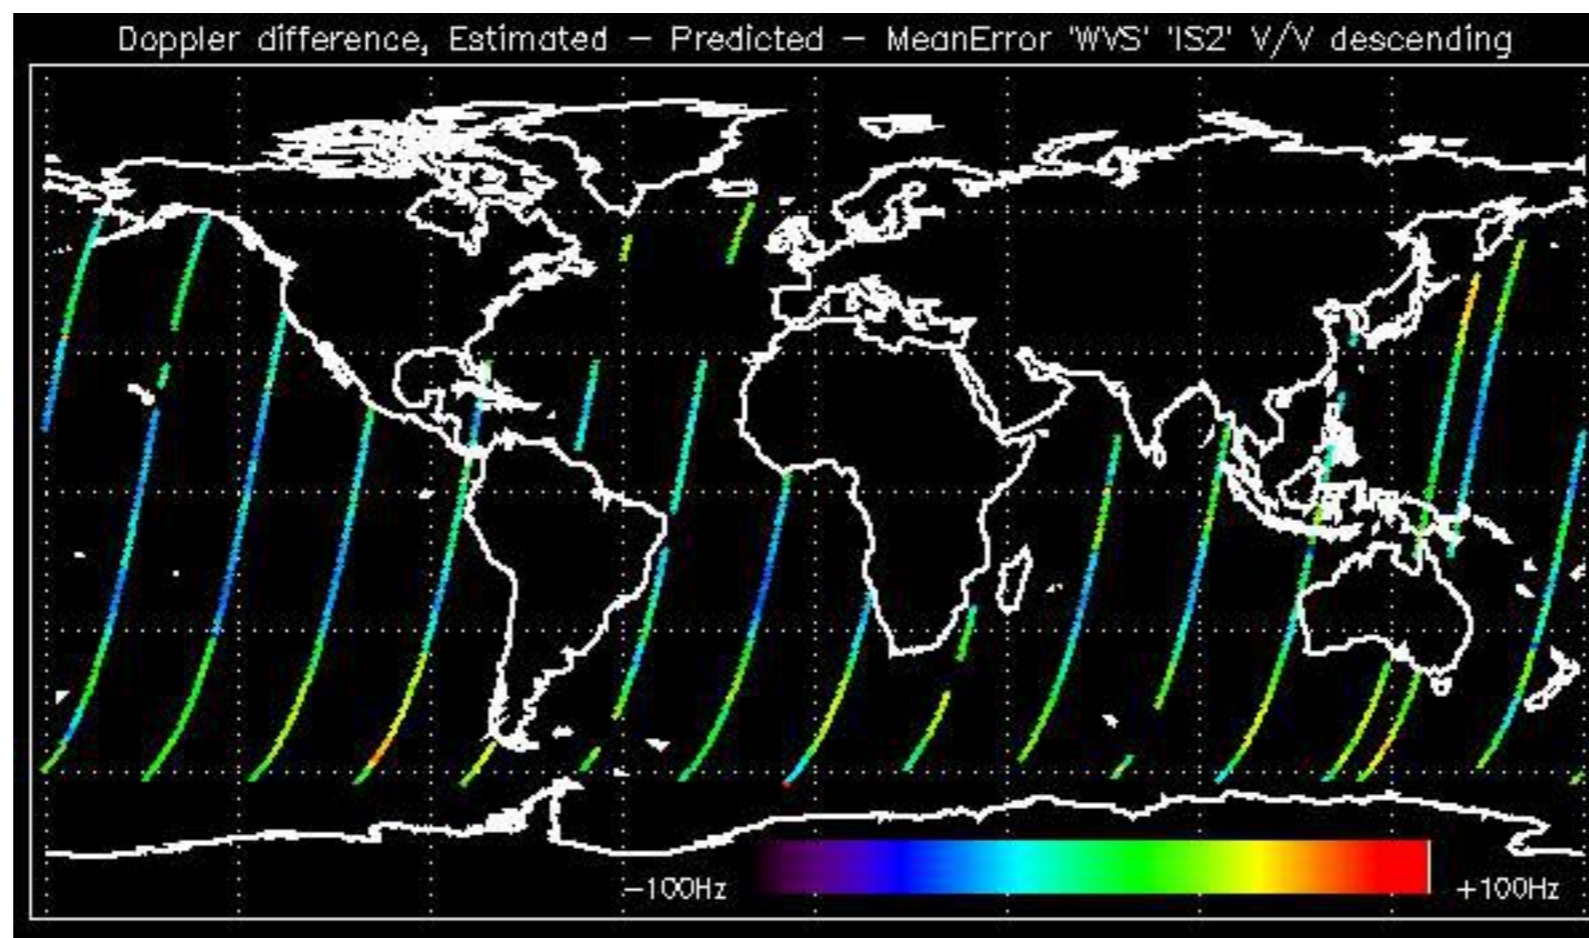 Doppler difference, Estimated – Predicted – MeanError 'WVS' 'IS2' V/V descending
–100Hz +100Hz